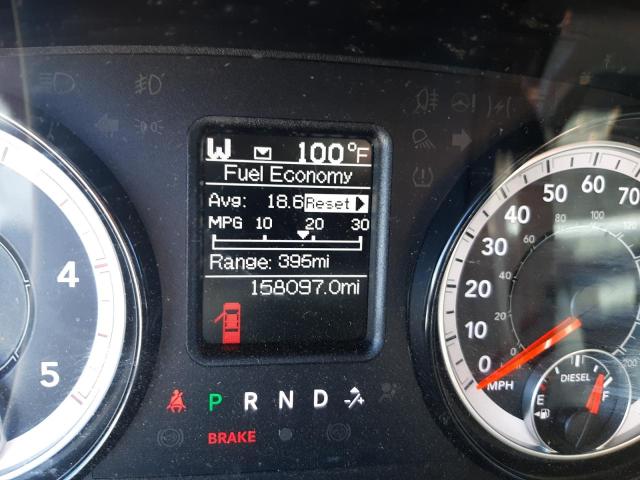 W 100°F
Fuel Economy
Avg: 18.6 Reset
MPG 10 20 30
Range: 395mi
158097.0mi
P R N D
BRAKE
4
5
0
10
20
30
40
50
60
70
MPH
DIESEL
E F